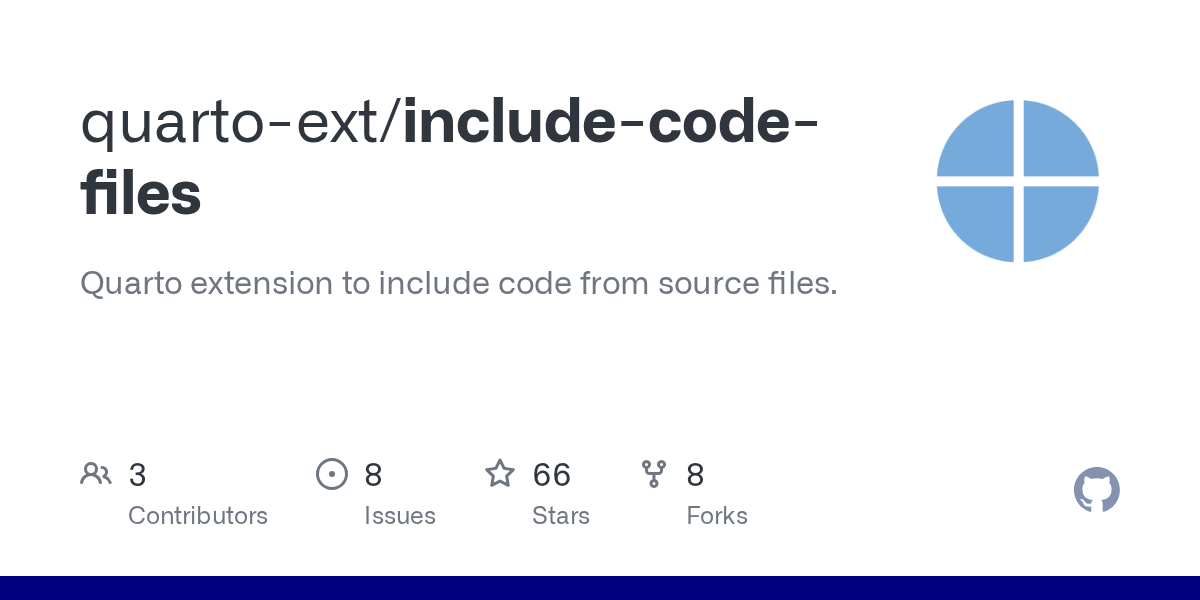 quarto-ext/include-code-
files
Quarto extension to include code from source files.
3 8 66 8
Contributors Issues Stars Forks